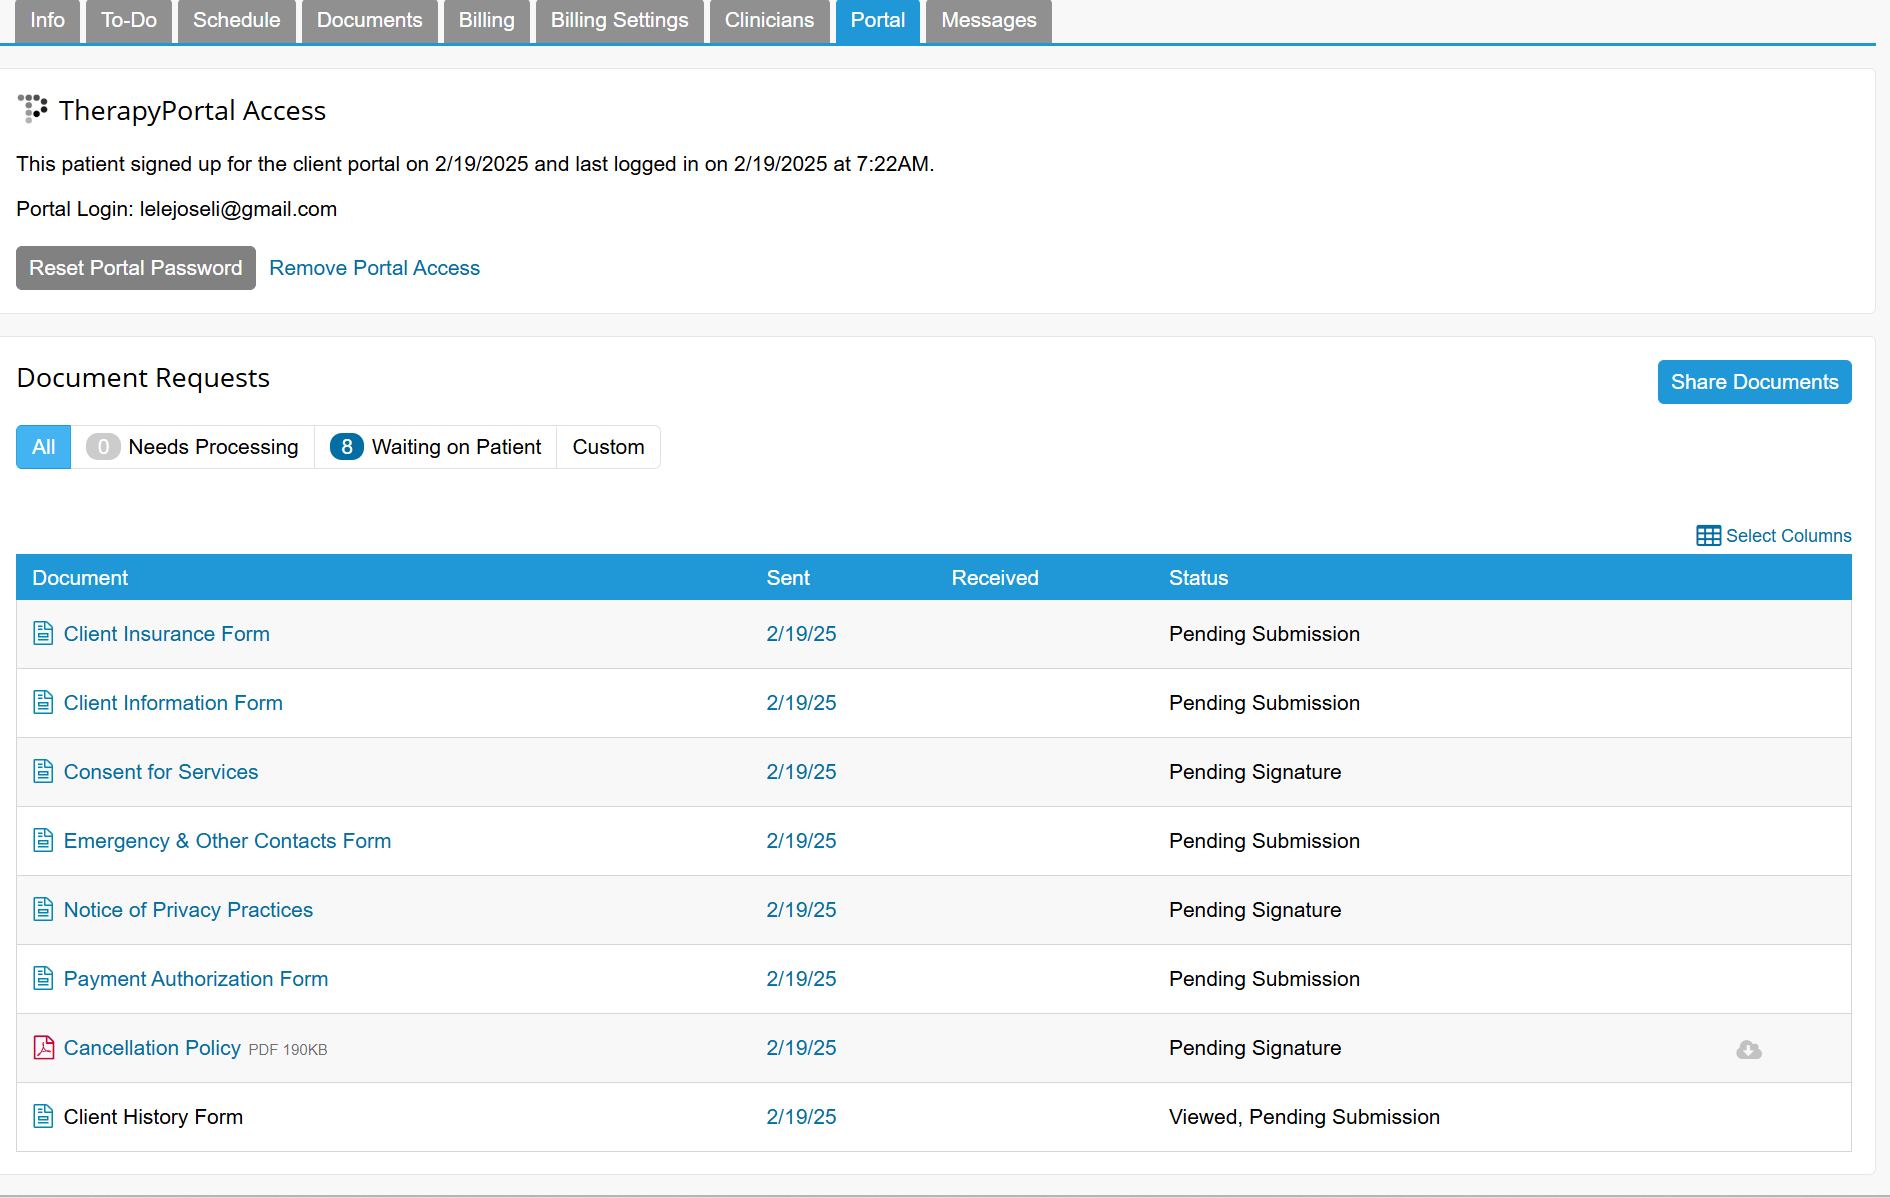 Info To-Do Schedule Documents Billing Billing Settings Clinicians Portal Messages
TherapyPortal Access
This patient signed up for the client portal on 2/19/2025 and last logged in on 2/19/2025 at 7:22AM.
Portal Login: lelejoseli@gmail.com
Reset Portal Password Remove Portal Access
Document Requests
Share Documents
All 0 Needs Processing 8 Waiting on Patient Custom
Select Columns
Document Sent Received Status
Client Insurance Form 2/19/25 Pending Submission
Client Information Form 2/19/25 Pending Submission
Consent for Services 2/19/25 Pending Signature
Emergency & Other Contacts Form 2/19/25 Pending Submission
Notice of Privacy Practices 2/19/25 Pending Signature
Payment Authorization Form 2/19/25 Pending Submission
Cancellation Policy PDF 190KB 2/19/25 Pending Signature
Client History Form 2/19/25 Viewed, Pending Submission